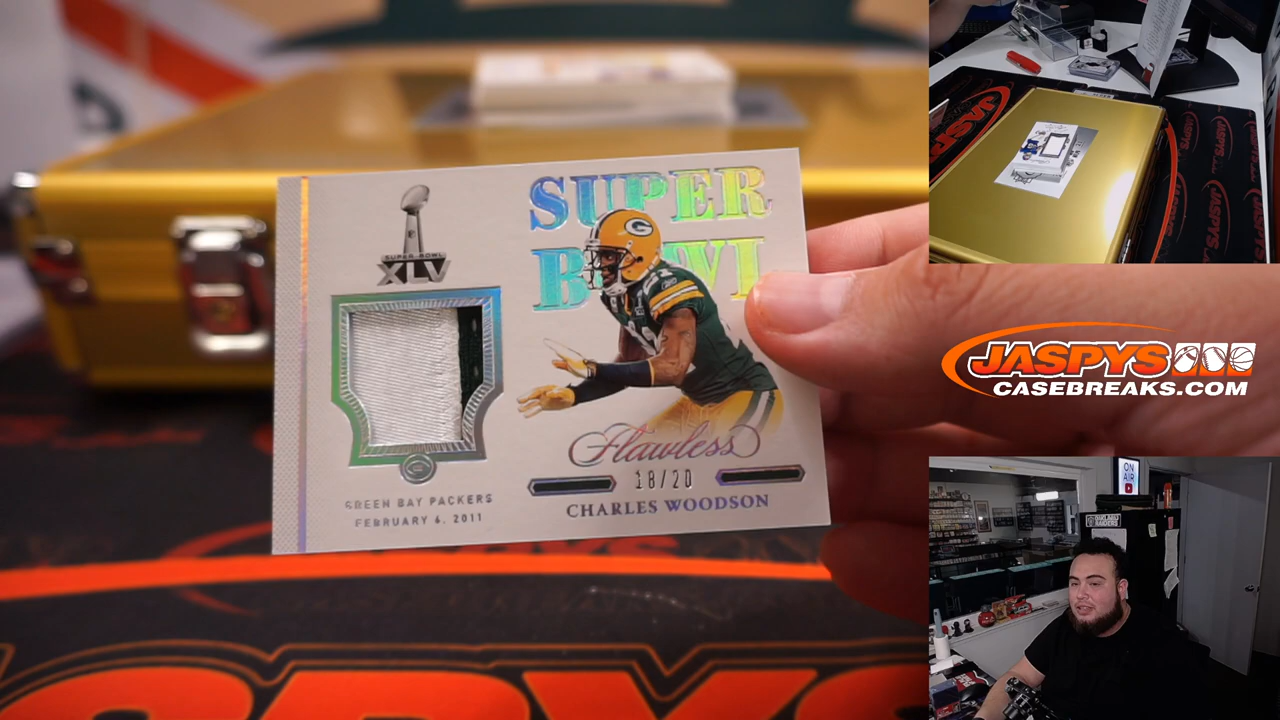 SUPER
BOWL
SUPER BOWL
XLV
Flawless
18/20
CHARLES WOODSON
GREEN BAY PACKERS
FEBRUARY 6, 2011
JASPYS
CASEBREAKS.COM
ON
AIR
JASPYS